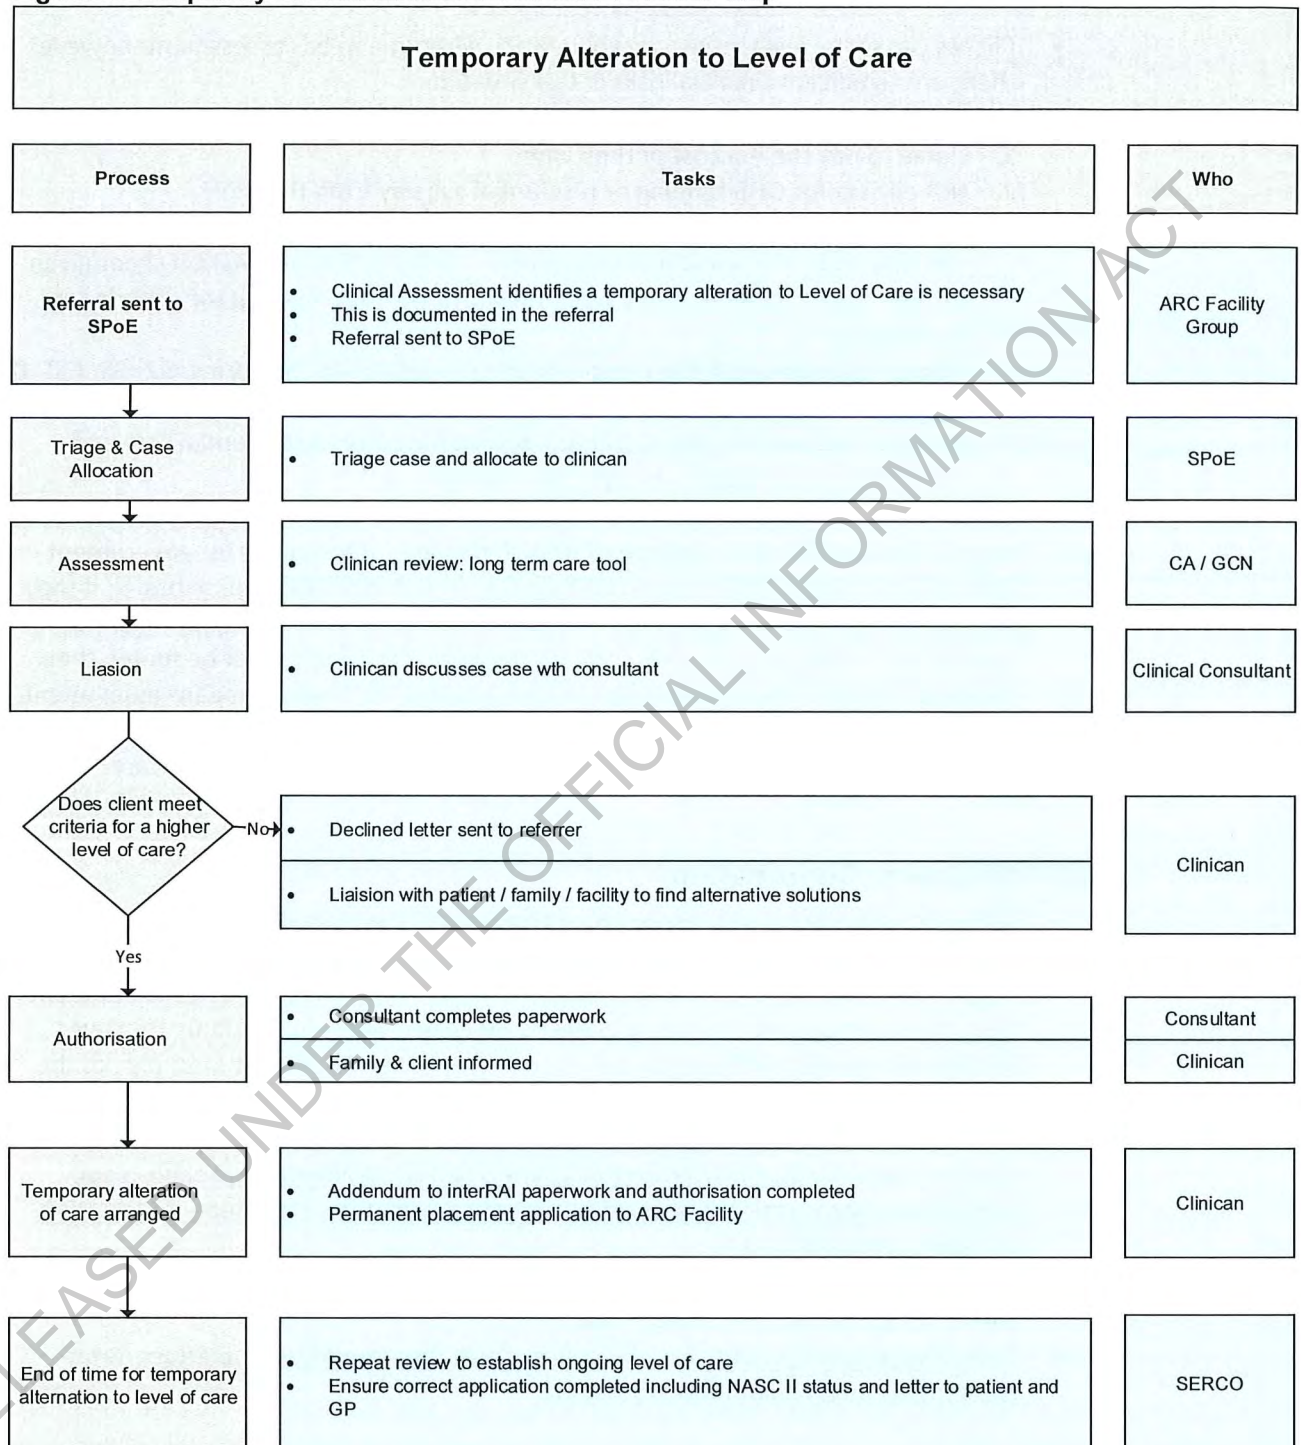 Temporary Alteration to Level of Care
Process
Tasks
Who
Referral sent to
SPoE
• Clinical Assessment identifies a temporary alteration to Level of Care is necessary
• This is documented in the referral
• Referral sent to SPoE
ARC Facility
Group
Triage & Case
Allocation
• Triage case and allocate to clinican
SPoE
Assessment
• Clinican review: long term care tool
CA / GCN
Liasion
• Clinican discusses case wth consultant
Clinical Consultant
Does client meet
criteria for a higher
level of care?
No
• Declined letter sent to referrer
• Liaision with patient / family / facility to find alternative solutions
Clinican
Yes
Authorisation
• Consultant completes paperwork
Consultant
• Family & client informed
Clinican
Temporary alteration
of care arranged
• Addendum to interRAI paperwork and authorisation completed
• Permanent placement application to ARC Facility
Clinican
End of time for temporary
alternation to level of care
• Repeat review to establish ongoing level of care
• Ensure correct application completed including NASC II status and letter to patient and
GP
SERCO
UNDER THE OFFICIAL INFORMATION ACT